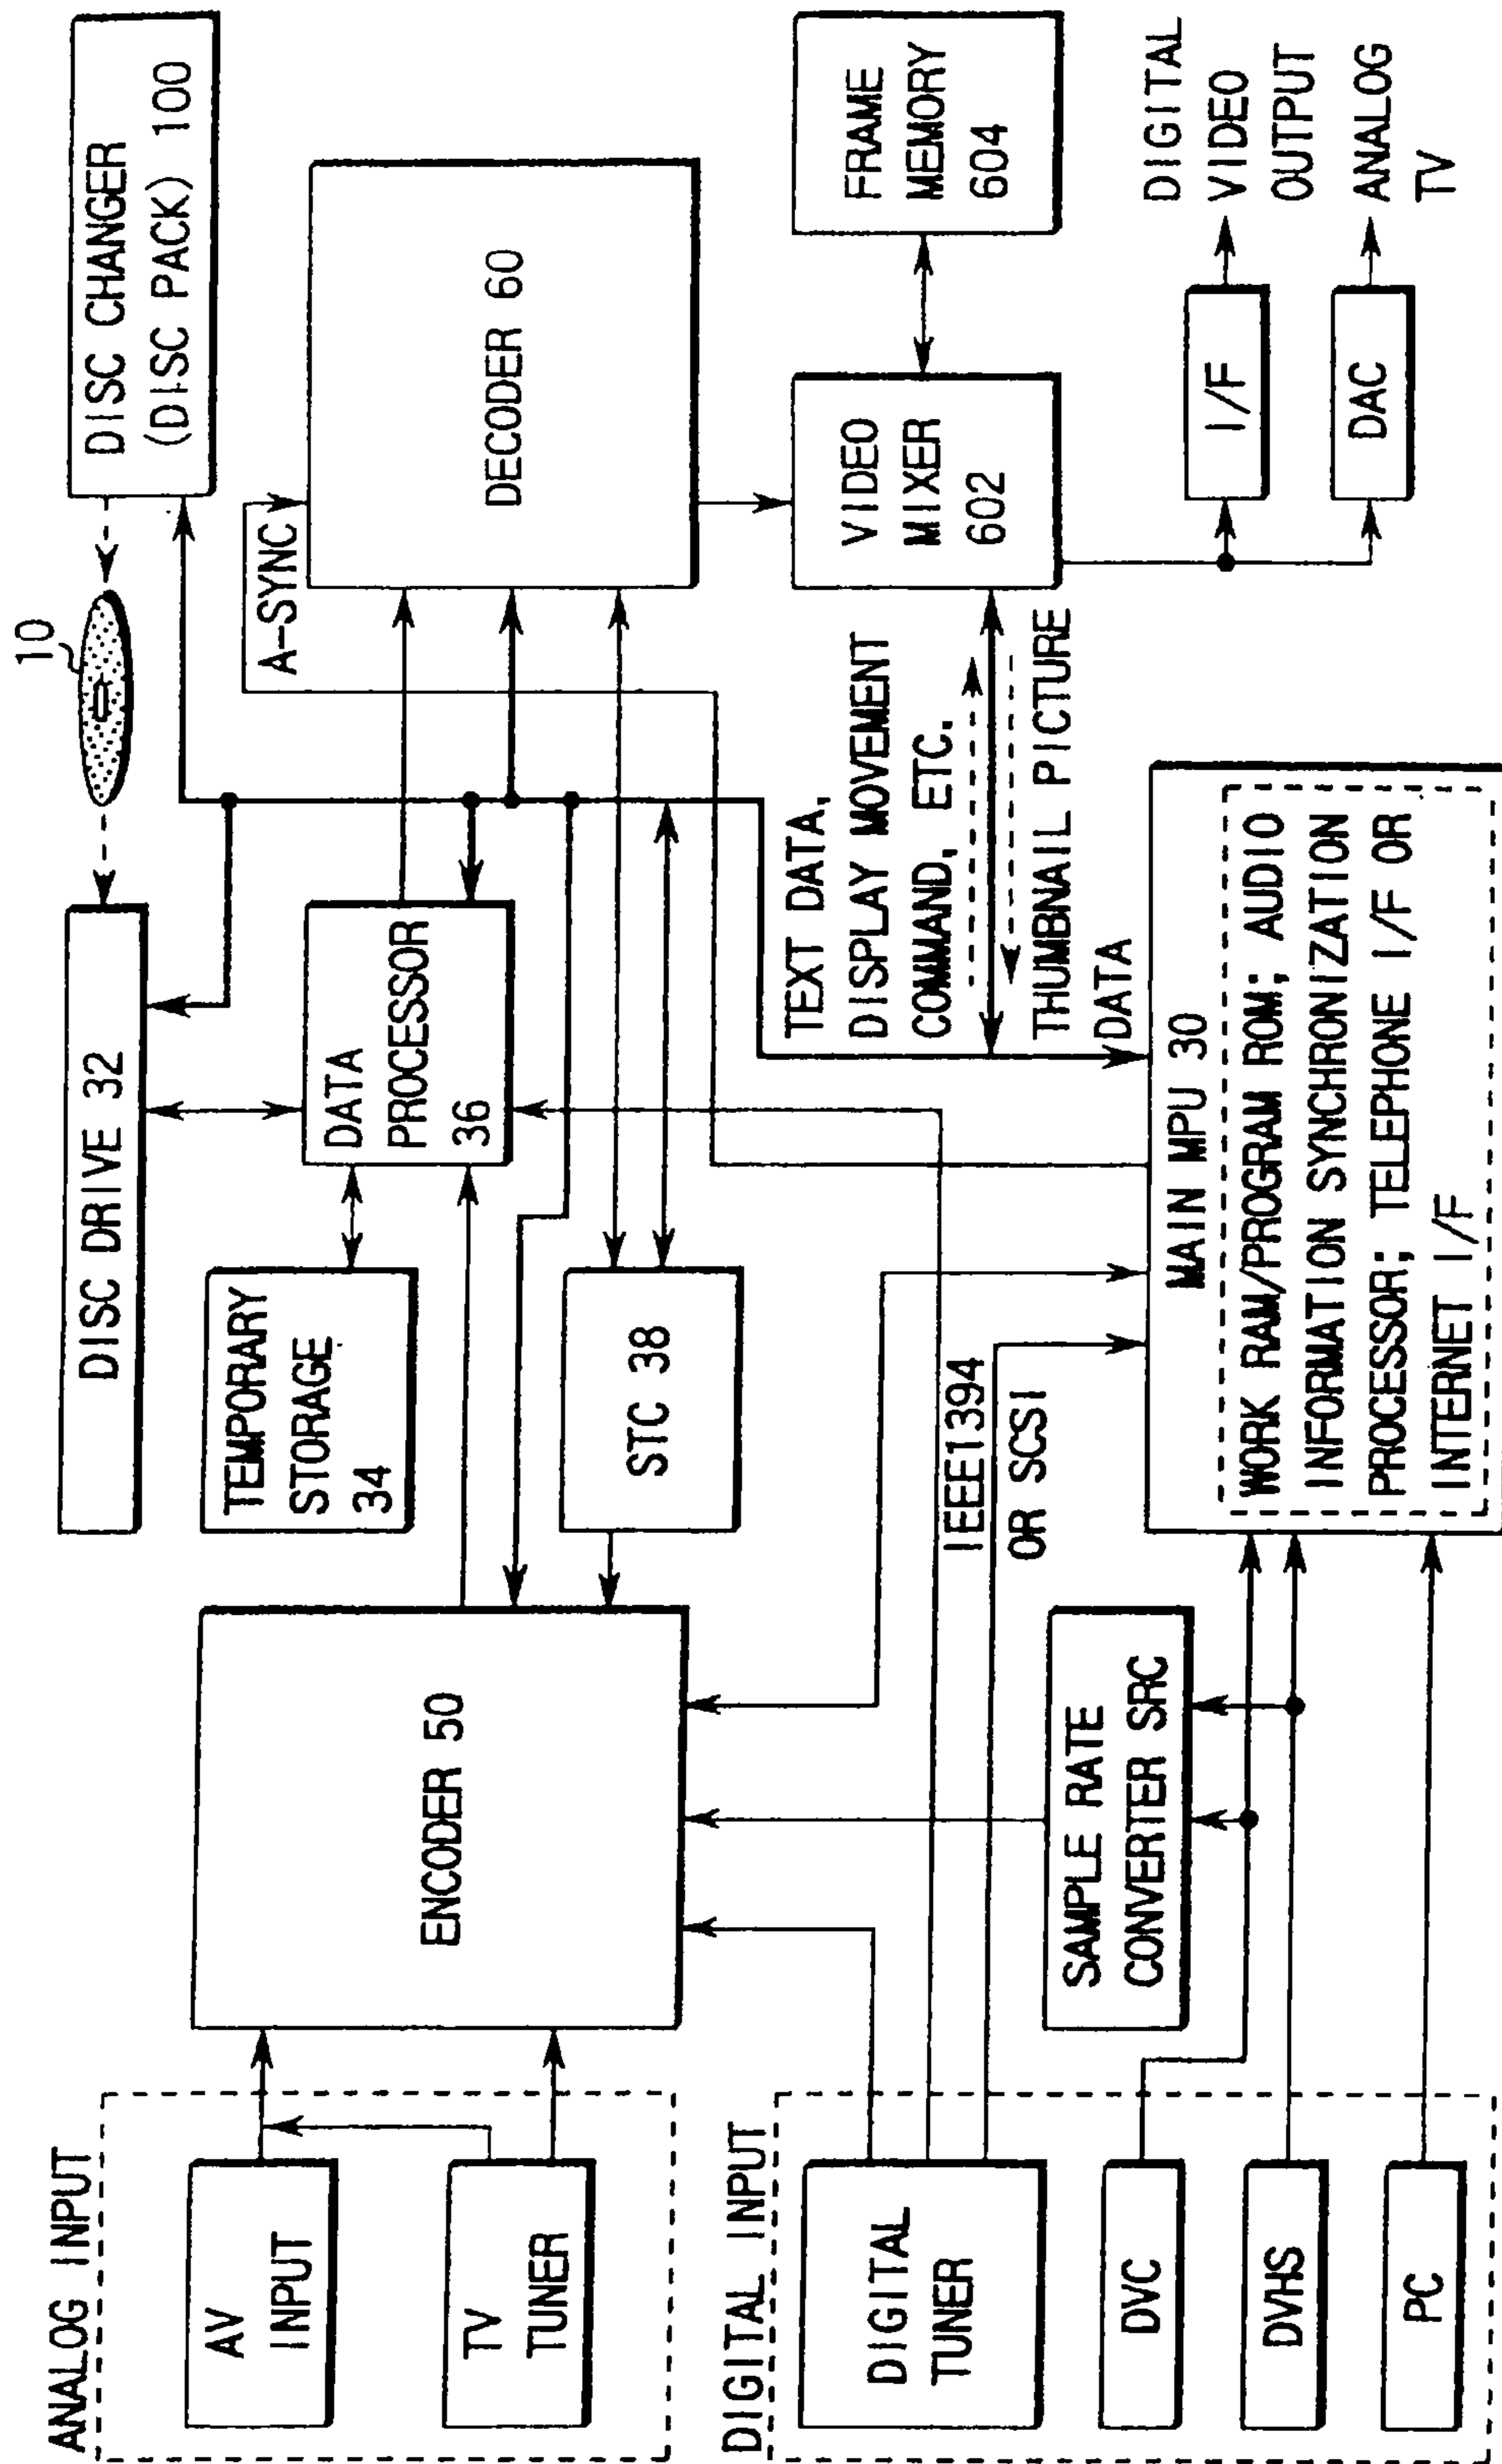 10
DISC CHANGER
(DISC PACK) 100
DISC DRIVE 32
TEMPORARY
STORAGE
34
DATA
PROCESSOR
36
A-SYNC
DECODER 60
STC 38
ENCODER 50
ANALOG INPUT
AV
INPUT
TV
TUNER
DIGITAL INPUT
DIGITAL
TUNER
DVC
DVHS
PC
SAMPLE RATE
CONVERTER SRC
IEEE1394
OR SCSI
MAIN MPU 30
WORK RAM/PROGRAM ROM; AUDIO
INFORMATION SYNCHRONIZATION
PROCESSOR; TELEPHONE I/F OR
INTERNET I/F
TEXT DATA,
DISPLAY MOVEMENT
COMMAND, ETC.
THUMBNAIL PICTURE
DATA
VIDEO
MIXER
602
FRAME
MEMORY
604
I/F
DAC
DIGITAL
VIDEO
OUTPUT
ANALOG
TV